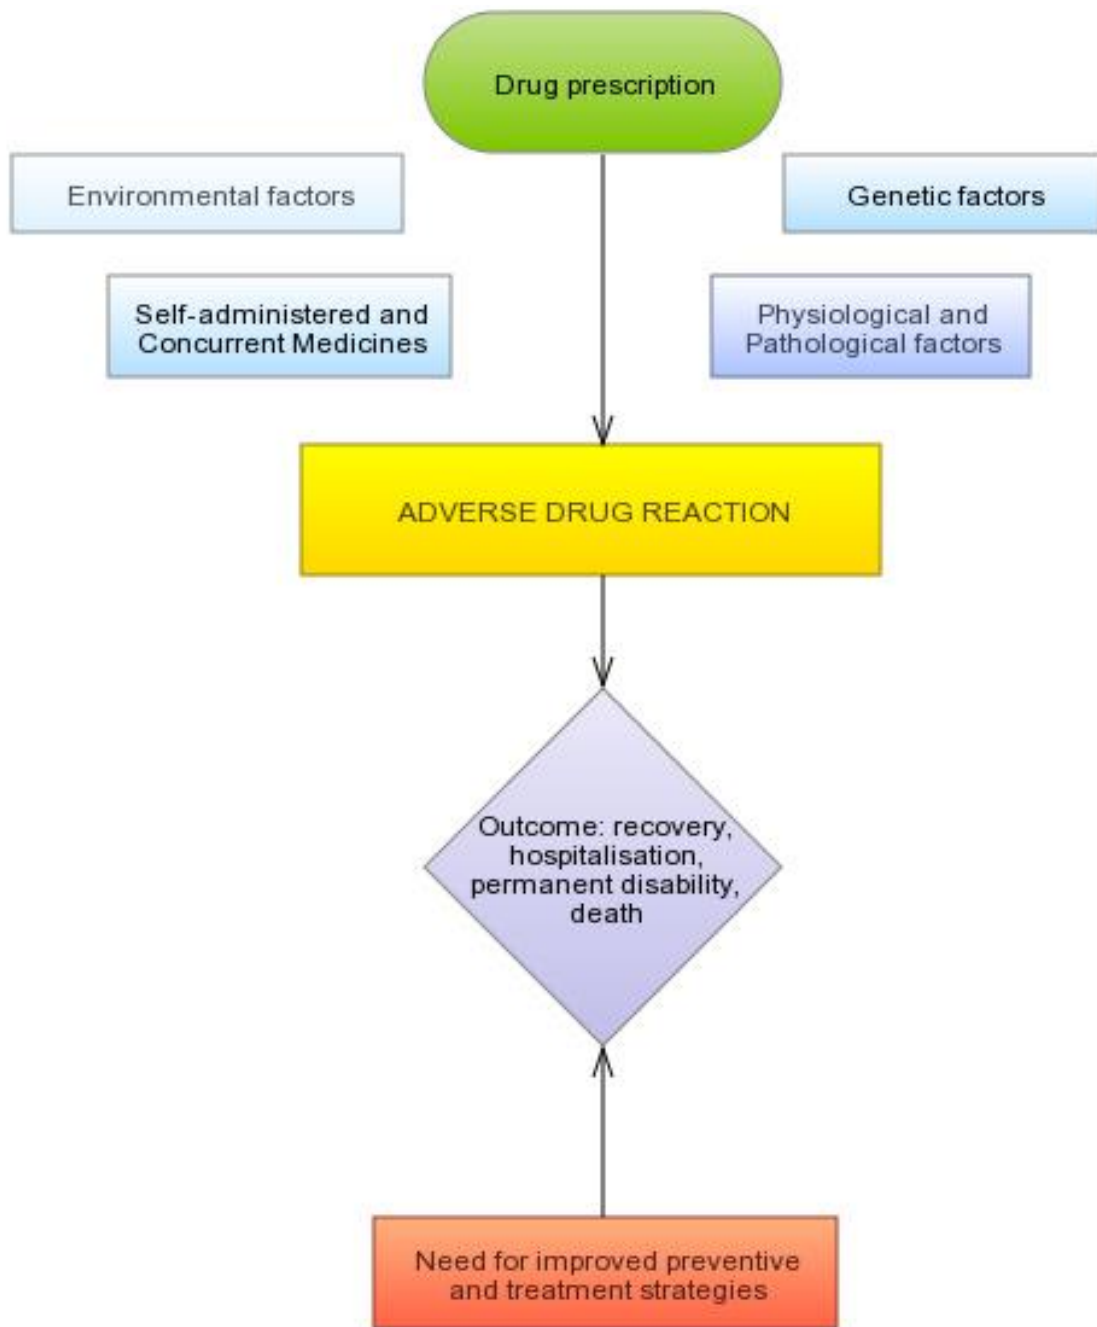 Drug prescription
Environmental factors
Genetic factors
Self-administered and
Concurrent Medicines
Physiological and
Pathological factors
ADVERSE DRUG REACTION
Outcome: recovery,
hospitalisation,
permanent disability,
death
Need for improved preventive
and treatment strategies